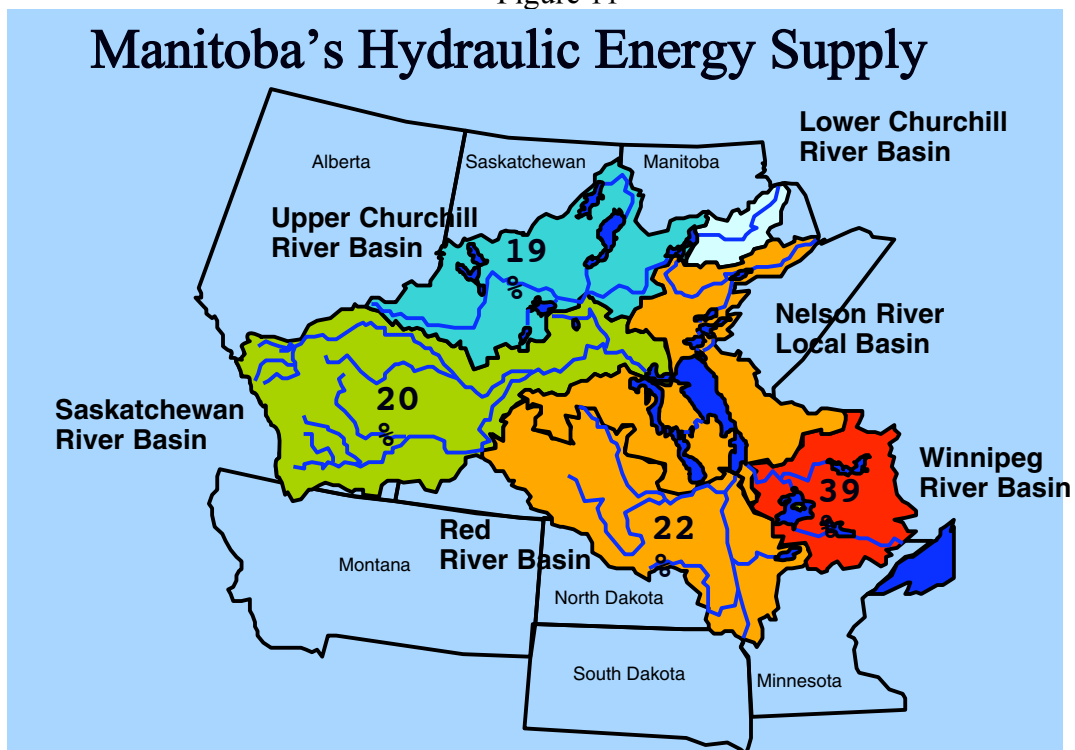 Figure 11
Manitoba’s Hydraulic Energy Supply
Lower Churchill
River Basin
Alberta
Saskatchewan
Manitoba
Upper Churchill
River Basin
19
%
Nelson River
Local Basin
20
%
Saskatchewan
River Basin
Winnipeg
River Basin
39
%
Red
River Basin
22
%
Montana
North Dakota
South Dakota
Minnesota